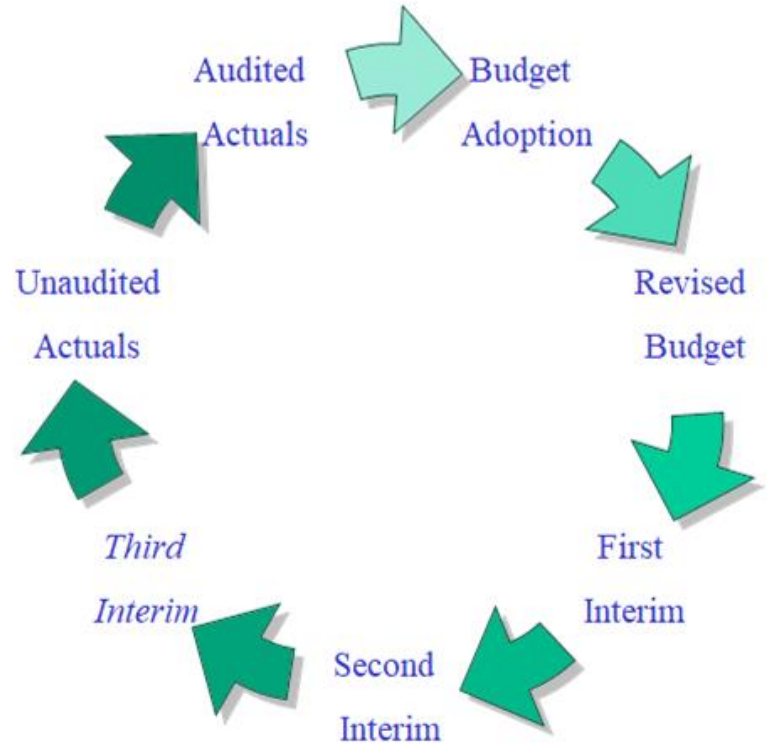 Audited
Actuals
Budget
Adoption
Revised
Budget
First
Interim
Second
Interim
Third
Interim
Unaudited
Actuals